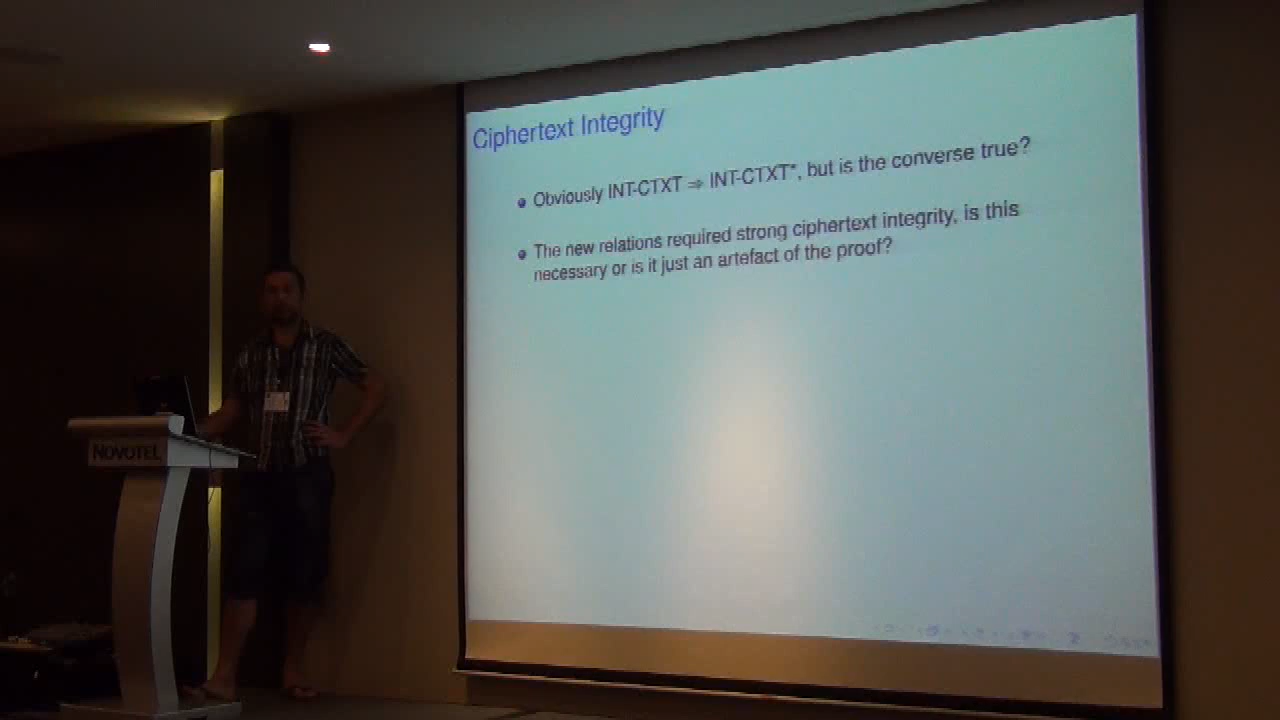 Ciphertext Integrity
Obviously INT-CTXT ⇒ INT-CTXT*, but is the converse true?
The new relations required strong ciphertext integrity, is this
necessary or is it just an artefact of the proof?
NOVOTEL